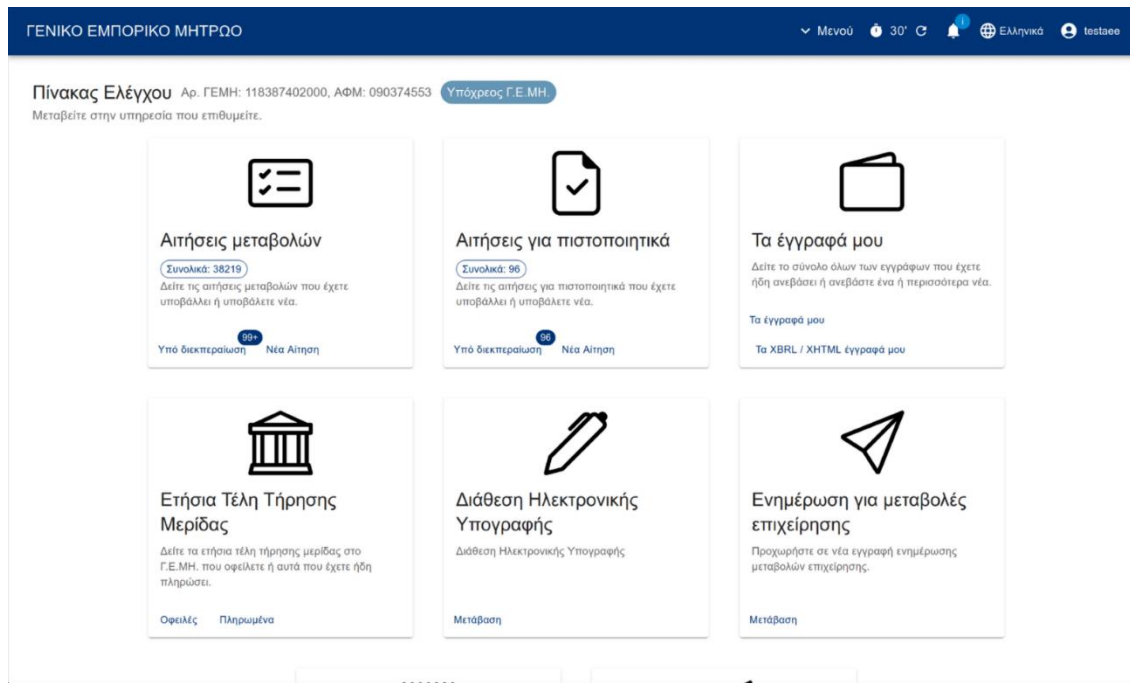 ΓΕΝΙΚΟ ΕΜΠΟΡΙΚΟ ΜΗΤΡΩΟ
Μενού 30' i Ελληνικά testaee
Πίνακας Ελέγχου Αρ. ΓΕΜΗ: 118387402000, ΑΦΜ: 090374553 Υπόχρεος Γ.Ε.ΜΗ.
Μεταβείτε στην υπηρεσία που επιθυμείτε.
Αιτήσεις μεταβολών
Συνολικά: 38219
Δείτε τις αιτήσεις μεταβολών που έχετε
υποβάλλει ή υποβάλετε νέα.
99+
Υπό διεκπεραίωση Νέα Αίτηση
Αιτήσεις για πιστοποιητικά
Συνολικά: 96
Δείτε τις αιτήσεις για πιστοποιητικά που έχετε
υποβάλλει ή υποβάλετε νέα.
96
Υπό διεκπεραίωση Νέα Αίτηση
Τα έγγραφά μου
Δείτε το σύνολο όλων των εγγράφων που έχετε
ήδη ανεβάσει ή ανεβάστε ένα ή περισσότερα νέα.
Τα έγγραφά μου
Τα XBRL / XHTML έγγραφά μου
Ετήσια Τέλη Τήρησης
Μερίδας
Δείτε τα ετήσια τέλη τήρησης μερίδας στο
Γ.Ε.ΜΗ. που οφείλετε ή αυτά που έχετε ήδη
πληρώσει.
Οφειλές Πληρωμένα
Διάθεση Ηλεκτρονικής
Υπογραφής
Διάθεση Ηλεκτρονικής Υπογραφής
Μετάβαση
Ενημέρωση για μεταβολές
επιχείρησης
Προχωρήστε σε νέα εγγραφή ενημέρωσης
μεταβολών επιχείρησης.
Μετάβαση